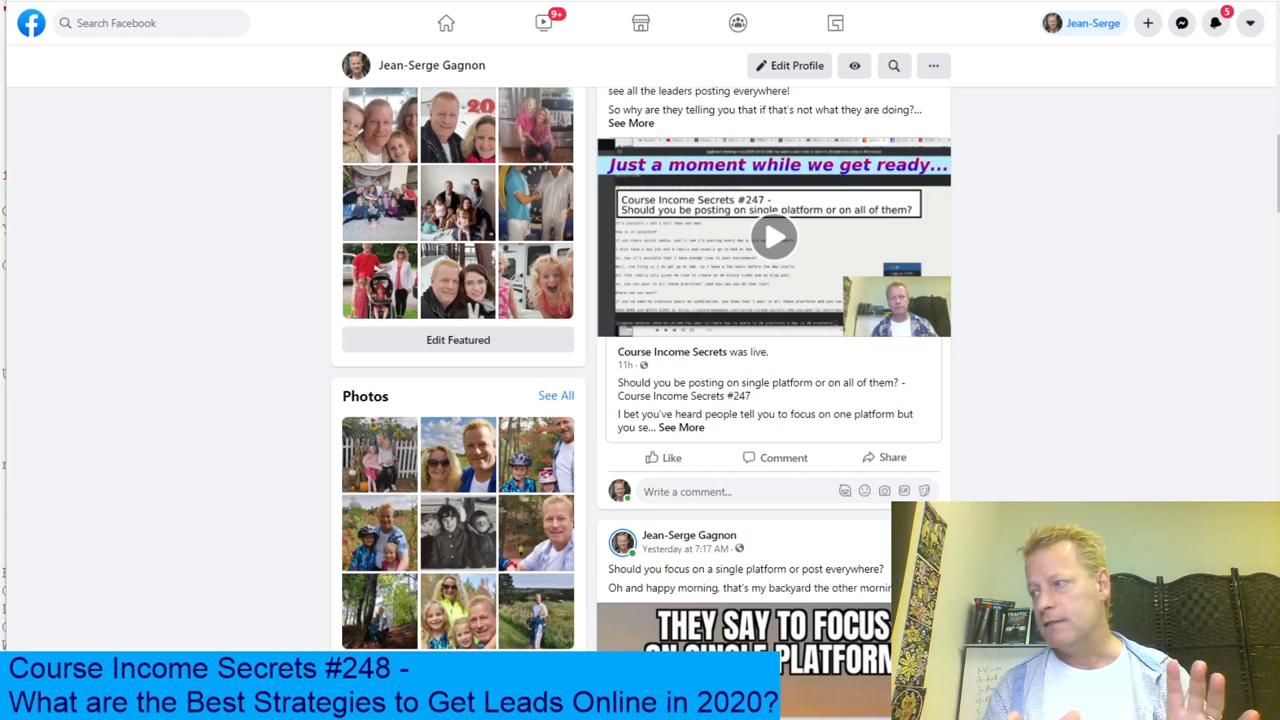 Search Facebook
9+
Jean-Serge
5
Jean-Serge Gagnon
Edit Profile
20
Edit Featured
Photos
See All
see all the leaders posting everywhere!
So why are they telling you that if that's not what they are doing?...
See More
Just a moment while we get ready...
Course Income Secrets #247 -
Should you be posting on single platform or on all of them?
Course Income Secrets was live.
11h ·
Should you be posting on single platform or on all of them? -
Course Income Secrets #247
I bet you've heard people tell you to focus on one platform but
you se... See More
Like
Comment
Share
Write a comment...
Jean-Serge Gagnon
Yesterday at 7:17 AM ·
Should you focus on a single platform or post everywhere?
Oh and happy morning, that's my backyard the other
THEY SAY TO FOCUS
ON SINGLE PLATFORM
TRAFFIC
Course Income Secrets #248 -
What are the Best Strategies to Get Leads Online in 2020?